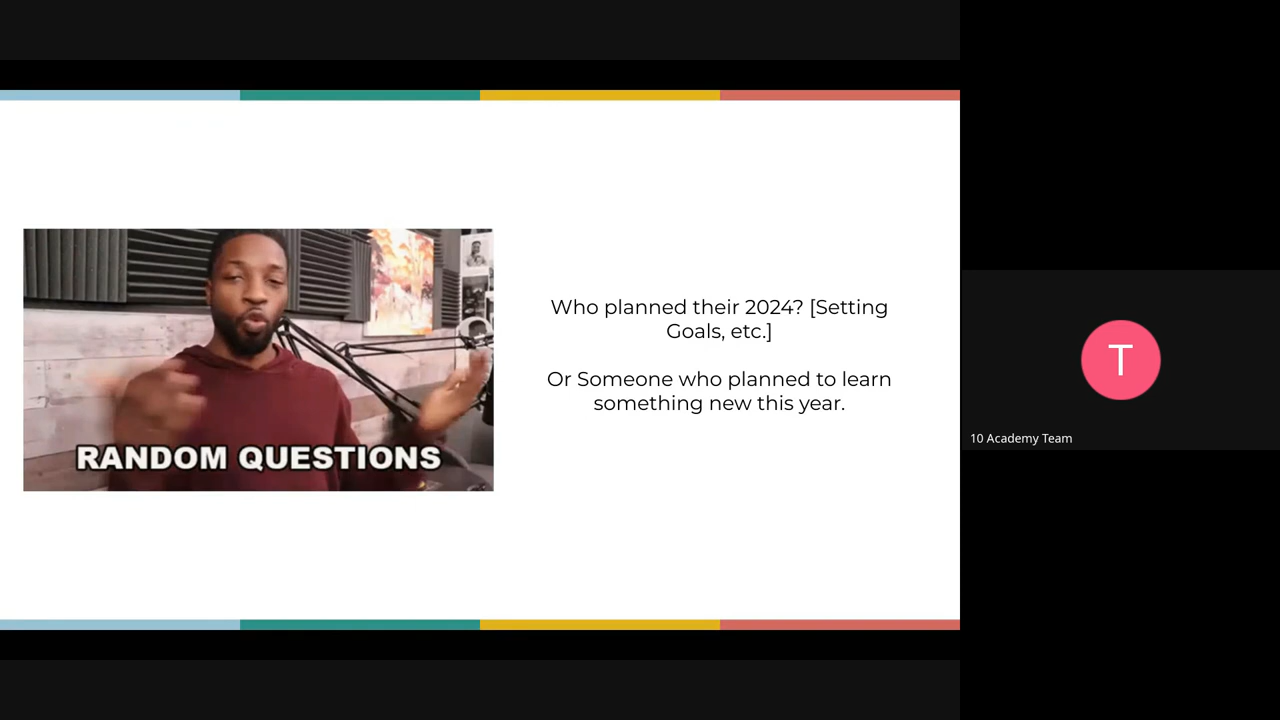 Who planned their 2024? [Setting
Goals, etc.]
Or Someone who planned to learn
something new this year.
RANDOM QUESTIONS
T
10 Academy Team